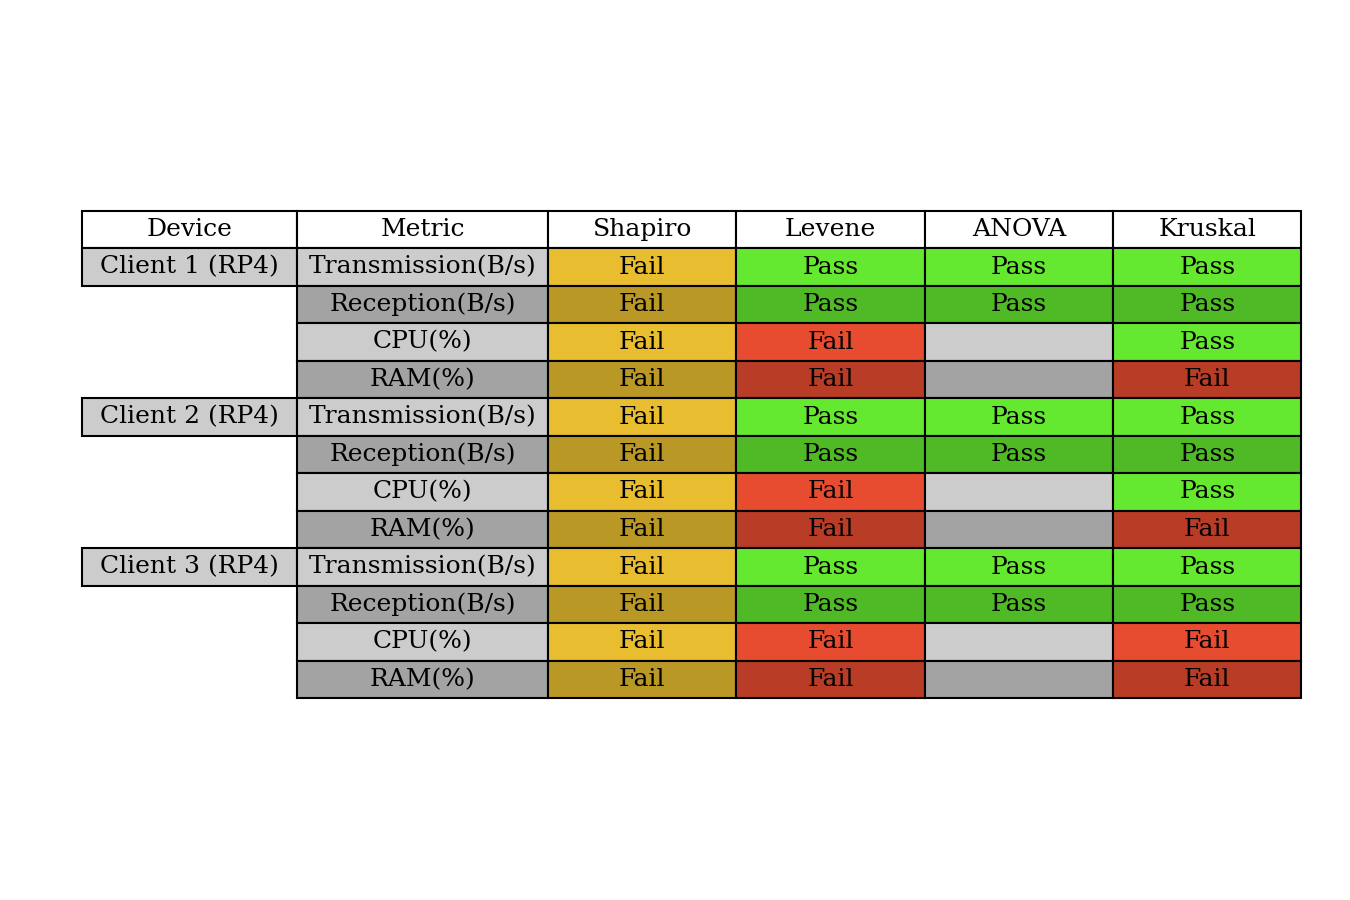 Device Metric Shapiro Levene ANOVA Kruskal
Client 1 (RP4) Transmission(B/s) Fail Pass Pass Pass
Reception(B/s) Fail Pass Pass Pass
CPU(%) Fail Fail Pass
RAM(%) Fail Fail Fail
Client 2 (RP4) Transmission(B/s) Fail Pass Pass Pass
Reception(B/s) Fail Pass Pass Pass
CPU(%) Fail Fail Pass
RAM(%) Fail Fail Fail
Client 3 (RP4) Transmission(B/s) Fail Pass Pass Pass
Reception(B/s) Fail Pass Pass Pass
CPU(%) Fail Fail Fail
RAM(%) Fail Fail Fail